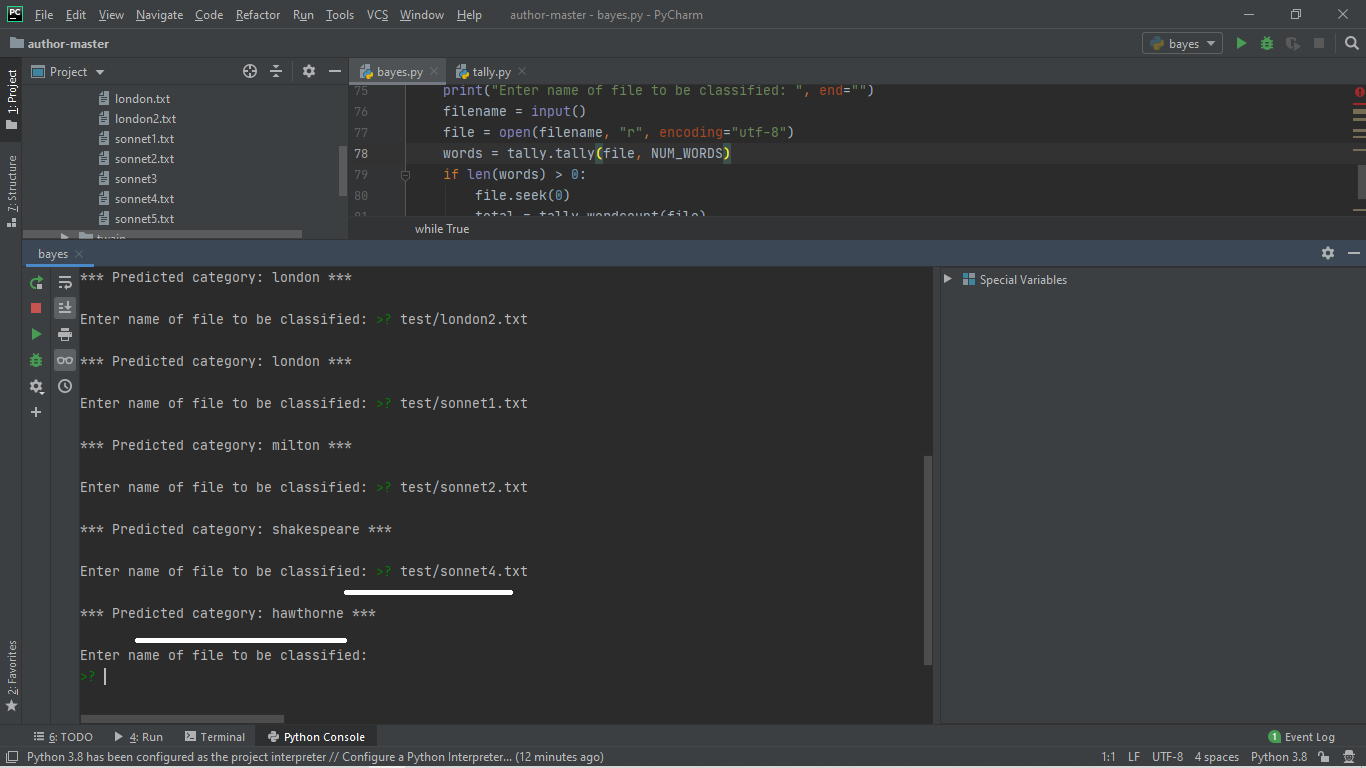 PC File Edit View Navigate Code Refactor Run Tools VCS Window Help author-master - bayes.py - PyCharm
author-master
bayes
1: Project
Project
london.txt
london2.txt
sonnet1.txt
sonnet2.txt
sonnet3
sonnet4.txt
sonnet5.txt
twain
7: Structure
2: Favorites
bayes.py tally.py
75 print("Enter name of file to be classified: ", end="")
76 filename = input()
77 file = open(filename, "r", encoding="utf-8")
78 words = tally.tally(file, NUM_WORDS)
79 if len(words) > 0:
80 file.seek(0)
81 total = tally.wordcount(file)
while True
bayes
*** Predicted category: london ***
Enter name of file to be classified: >? test/london2.txt
*** Predicted category: london ***
Enter name of file to be classified: >? test/sonnet1.txt
*** Predicted category: milton ***
Enter name of file to be classified: >? test/sonnet2.txt
*** Predicted category: shakespeare ***
Enter name of file to be classified: >? test/sonnet4.txt
*** Predicted category: hawthorne ***
Enter name of file to be classified:
>?
Special Variables
6: TODO 4: Run Terminal Python Console 1 Event Log
Python 3.8 has been configured as the project interpreter // Configure a Python Interpreter... (12 minutes ago) 1:1 LF UTF-8 4 spaces Python 3.8